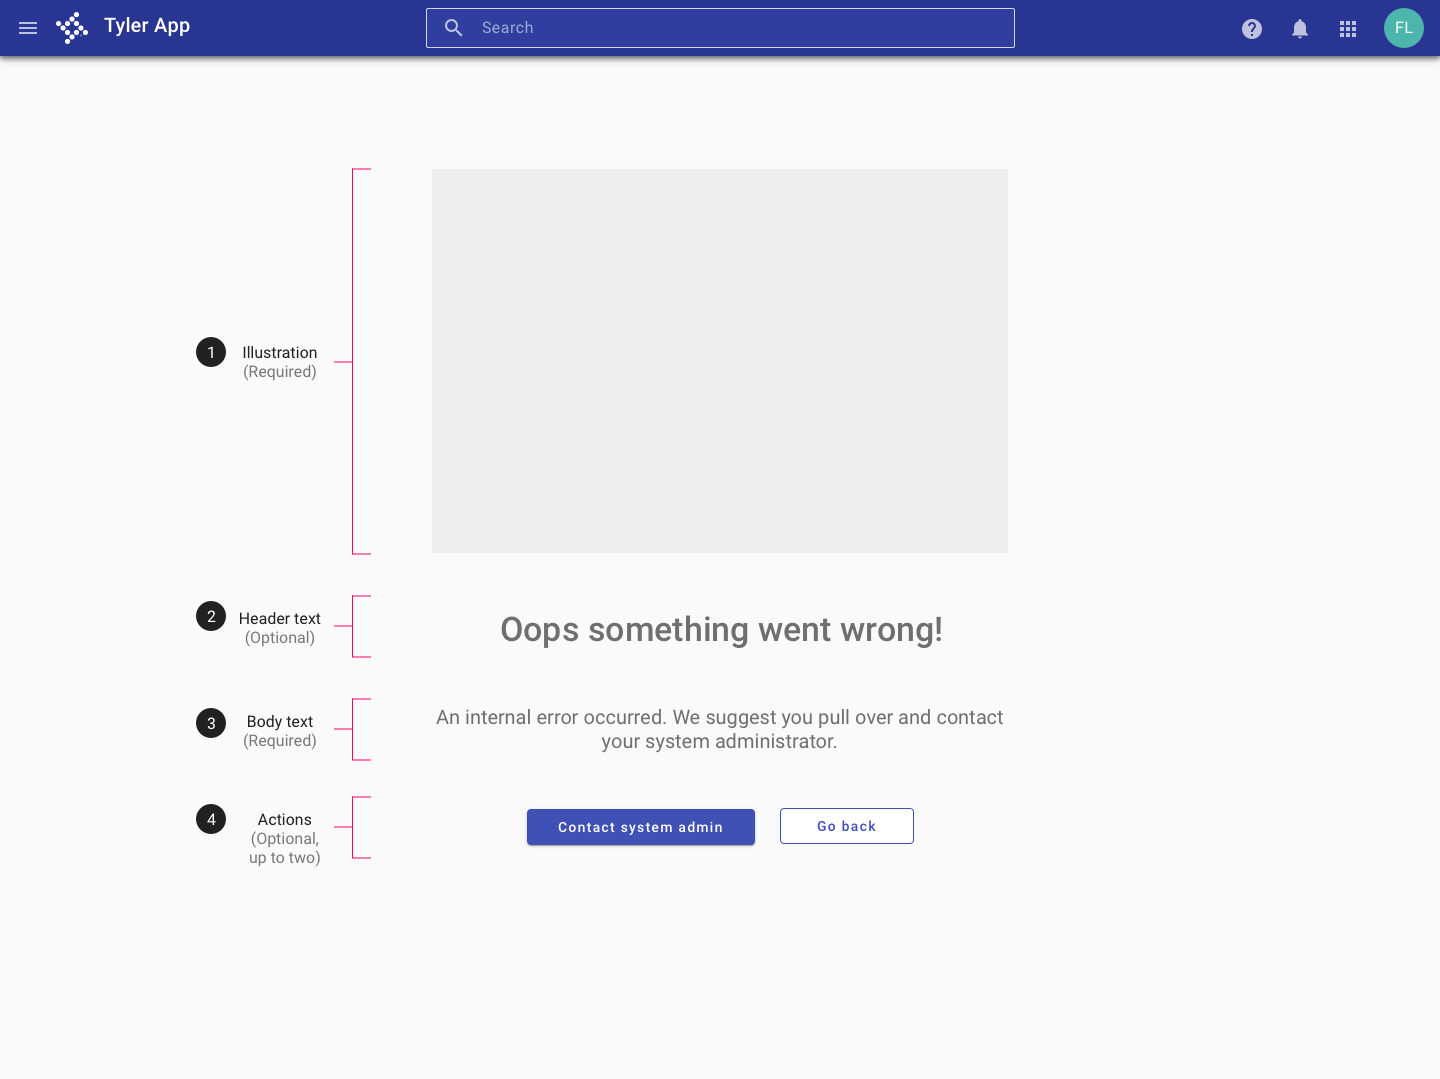 Tyler App
Search
FL
1
Illustration
(Required)
2
Header text
(Optional)
Oops something went wrong!
3
Body text
(Required)
An internal error occurred. We suggest you pull over and contact
your system administrator.
4
Actions
(Optional,
up to two)
Contact system admin
Go back